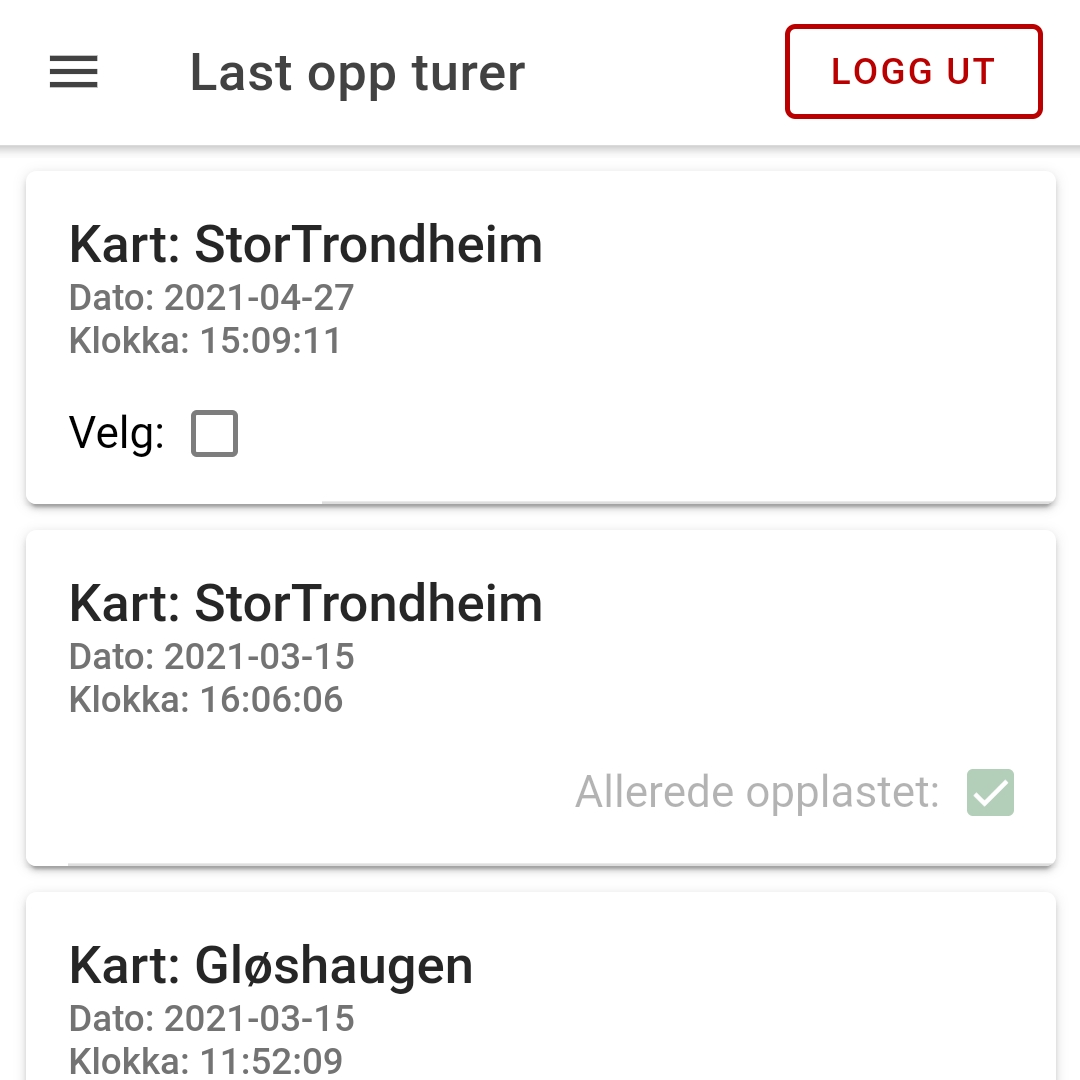 Last opp turer
LOGG UT
Kart: StorTrondheim
Dato: 2021-04-27
Klokka: 15:09:11
Velg:
Kart: StorTrondheim
Dato: 2021-03-15
Klokka: 16:06:06
Allerede opplastet:
Kart: Gløshaugen
Dato: 2021-03-15
Klokka: 11:52:09